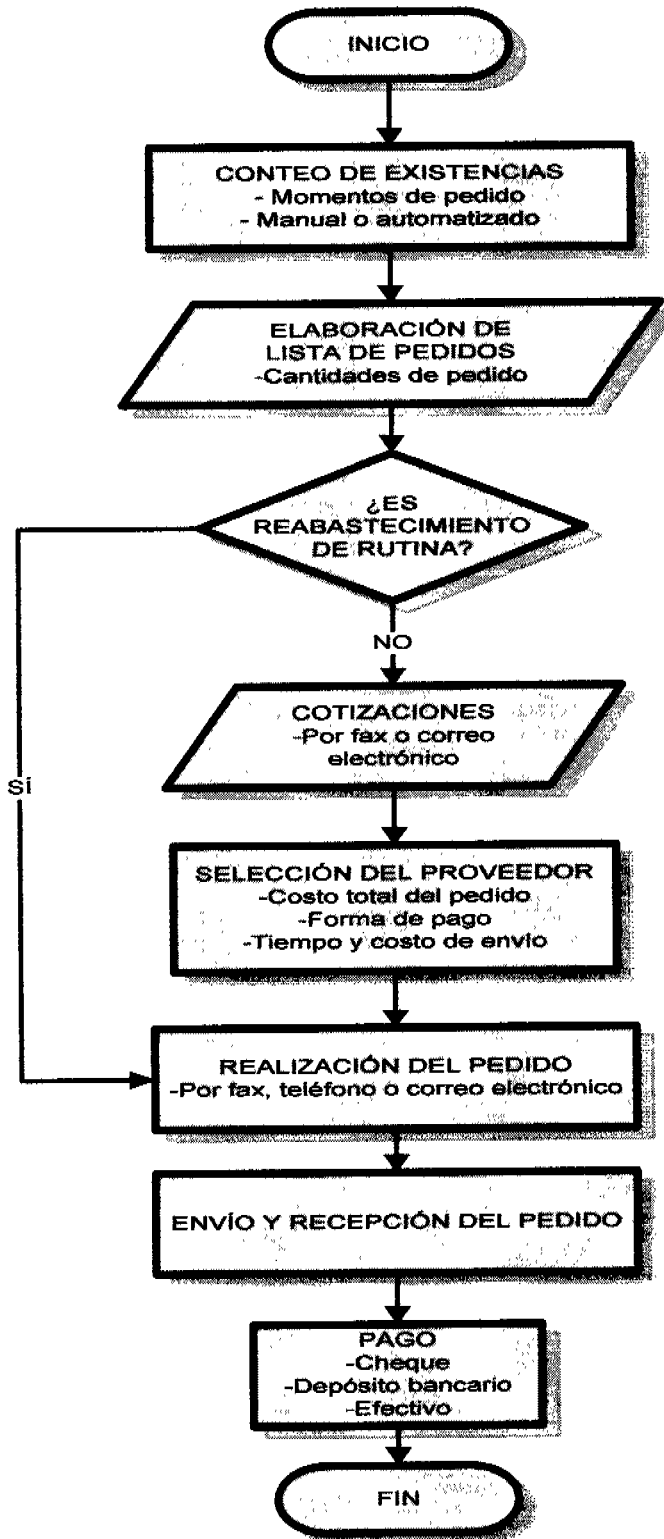 INICIO
CONTEO DE EXISTENCIAS
- Momentos de pedido
- Manual o automatizado
ELABORACIÓN DE
LISTA DE PEDIDOS
-Cantidades de pedido
¿ES
REABASTECIMIENTO
DE RUTINA?
NO
COTIZACIONES
-Por fax o correo
electrónico
SÍ
SELECCIÓN DEL PROVEEDOR
-Costo total del pedido
-Forma de pago
-Tiempo y costo de envío
REALIZACIÓN DEL PEDIDO
-Por fax, teléfono o correo electrónico
ENVÍO Y RECEPCIÓN DEL PEDIDO
PAGO
-Cheque
-Depósito bancario
-Efectivo
FIN